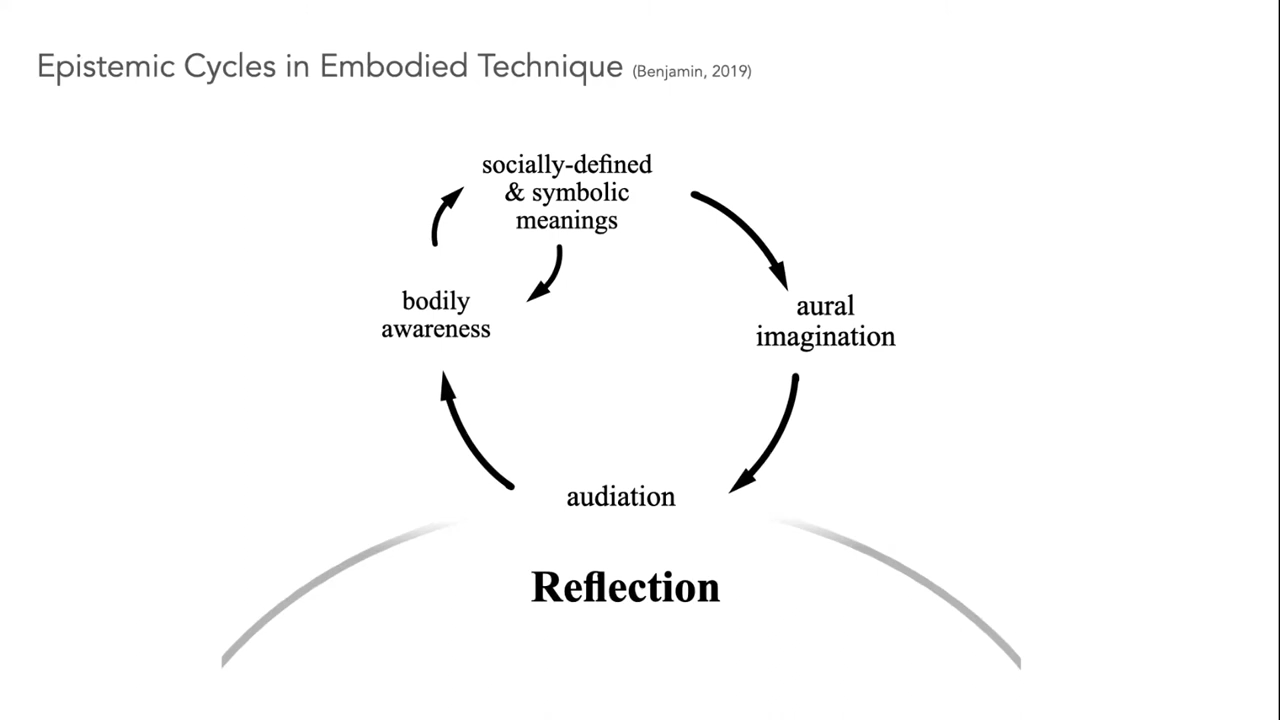 Epistemic Cycles in Embodied Technique (Benjamin, 2019)
socially-defined
& symbolic
meanings
bodily
awareness
aural
imagination
audiation
Reflection